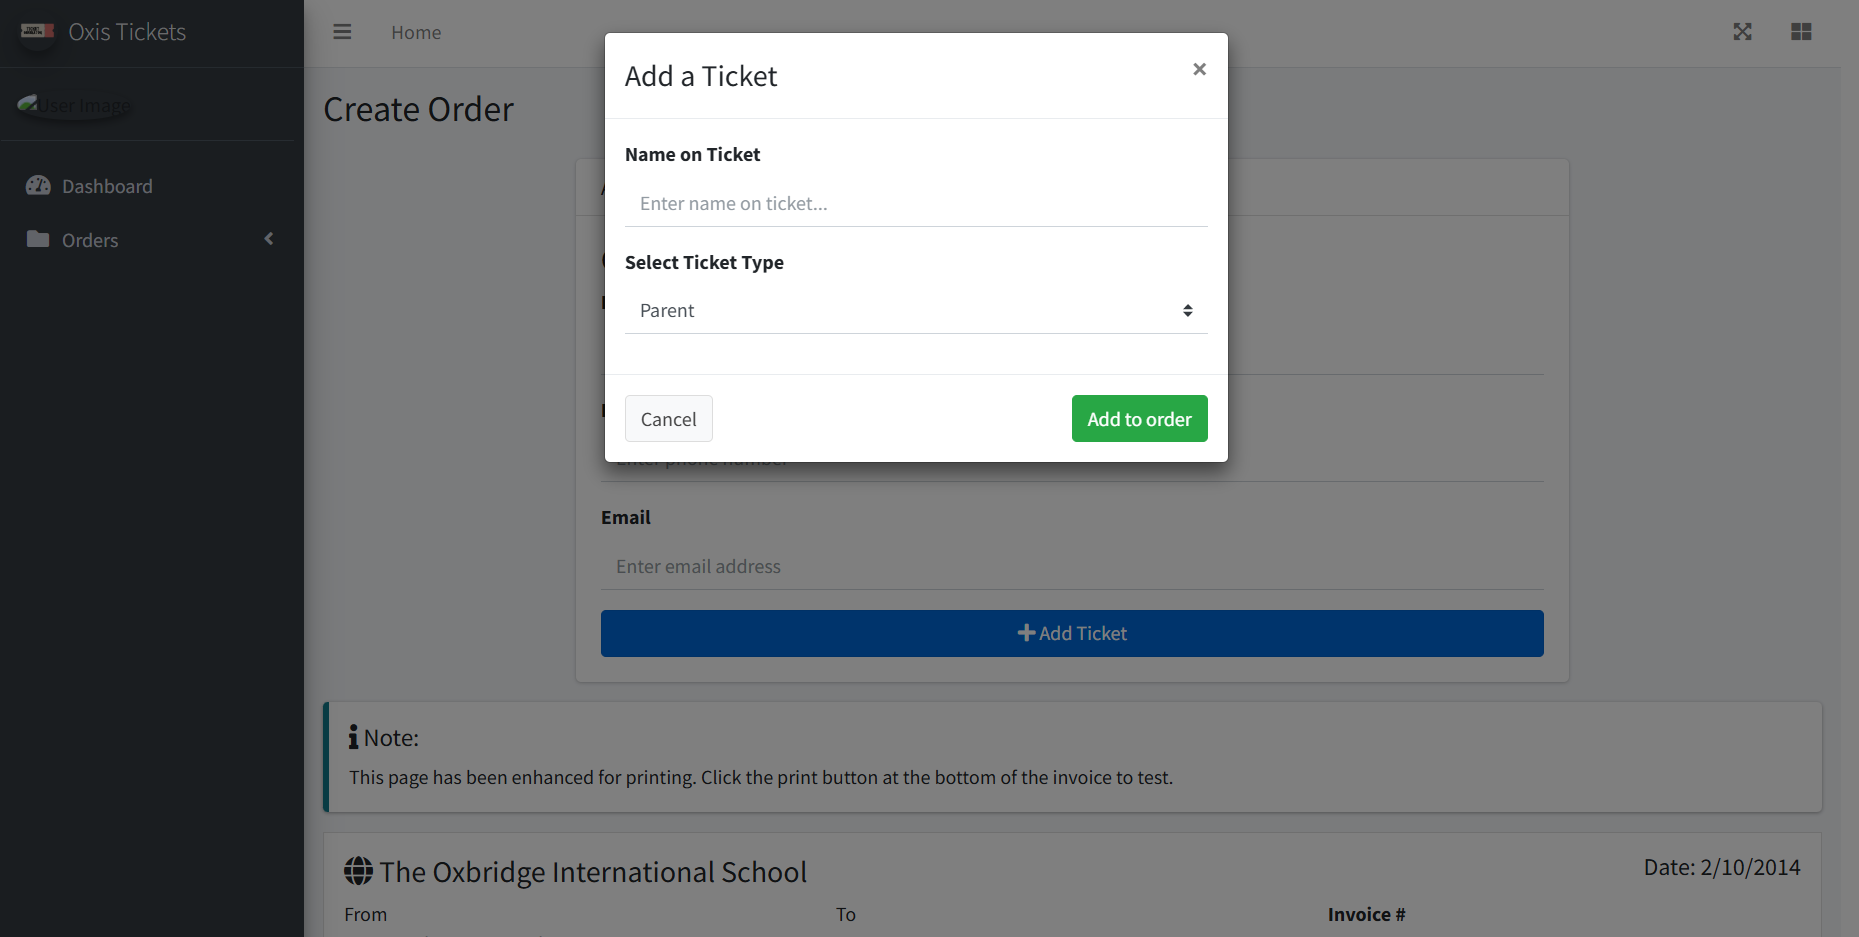 Oxis Tickets
Home
User Image
Dashboard
Orders
Create Order
Add a Ticket
×
Name on Ticket
Enter name on ticket...
Select Ticket Type
Parent
Cancel
Add to order
Enter phone number
Email
Enter email address
Add Ticket
Note:
This page has been enhanced for printing. Click the print button at the bottom of the invoice to test.
The Oxbridge International School
Date: 2/10/2014
From
To
Invoice #